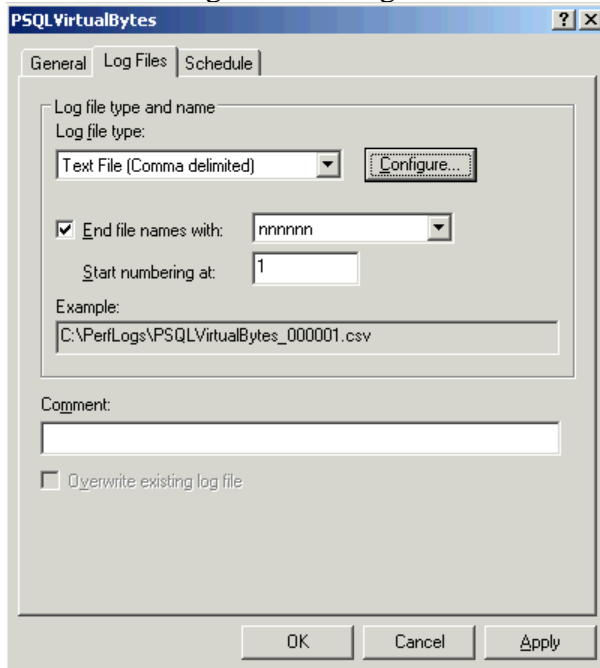 PSQLVirtualBytes
General Log Files Schedule
Log file type and name
Log file type:
Text File (Comma delimited) Configure...
End file names with: nnnnnn
Start numbering at: 1
Example:
C:\PerfLogs\PSQLVirtualBytes_000001.csv
Comment:
Overwrite existing log file
OK Cancel Apply